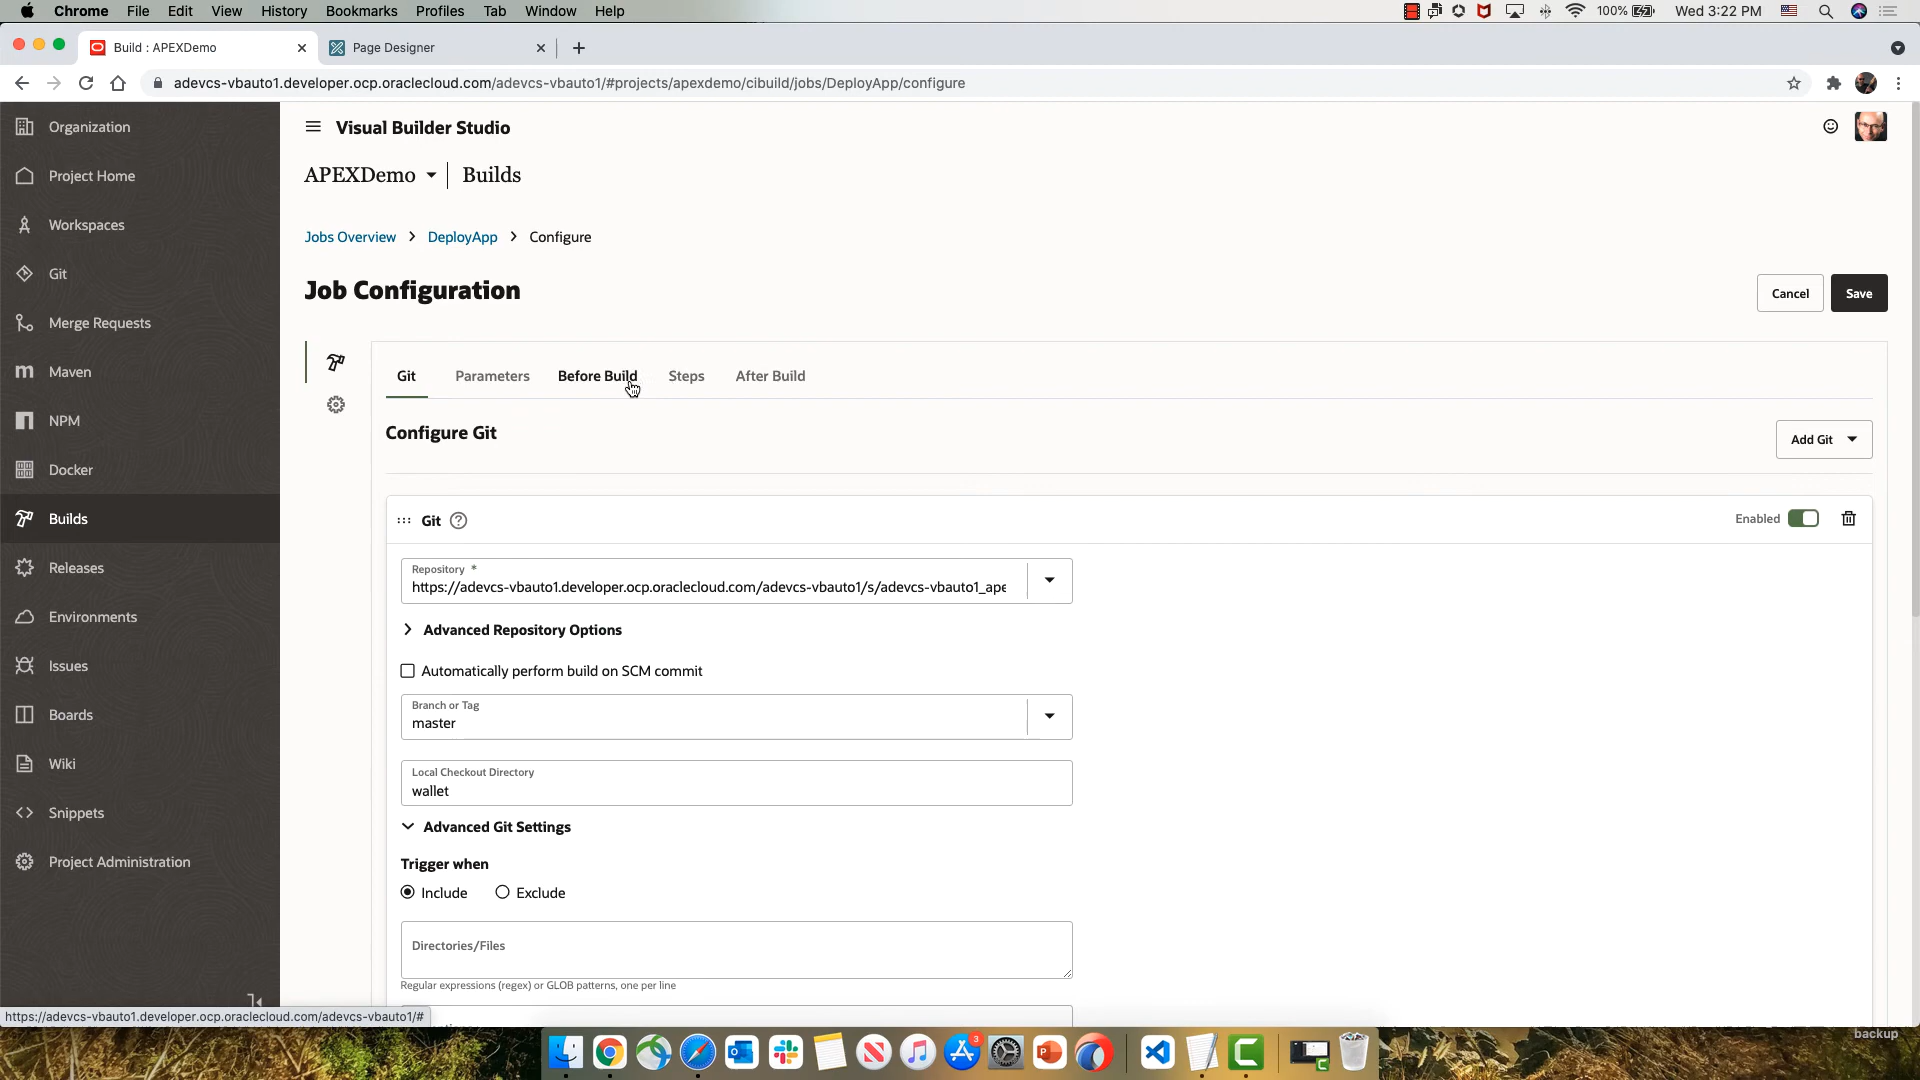 Chrome File Edit View History Bookmarks Profiles Tab Window Help
100% Wed 3:22 PM
Build : APEXDemo
Page Designer
adevcs-vbauto1.developer.ocp.oraclecloud.com/adevcs-vbauto1/#projects/apexdemo/cibuild/jobs/DeployApp/configure
Organization
Project Home
Workspaces
Git
Merge Requests
Maven
NPM
Docker
Builds
Releases
Environments
Issues
Boards
Wiki
Snippets
Project Administration
Visual Builder Studio
APEXDemo
Builds
Jobs Overview > DeployApp > Configure
Job Configuration
Cancel
Save
Git
Parameters
Before Build
Steps
After Build
Configure Git
Add Git
Git
Enabled
Repository *
https://adevcs-vbauto1.developer.ocp.oraclecloud.com/adevcs-vbauto1/s/adevcs-vbauto1_ape
Advanced Repository Options
Automatically perform build on SCM commit
Branch or Tag
master
Local Checkout Directory
wallet
Advanced Git Settings
Trigger when
Include
Exclude
Directories/Files
Regular expressions (regex) or GLOB patterns, one per line
https://adevcs-vbauto1.developer.ocp.oraclecloud.com/adevcs-vbauto1/#
backup
3